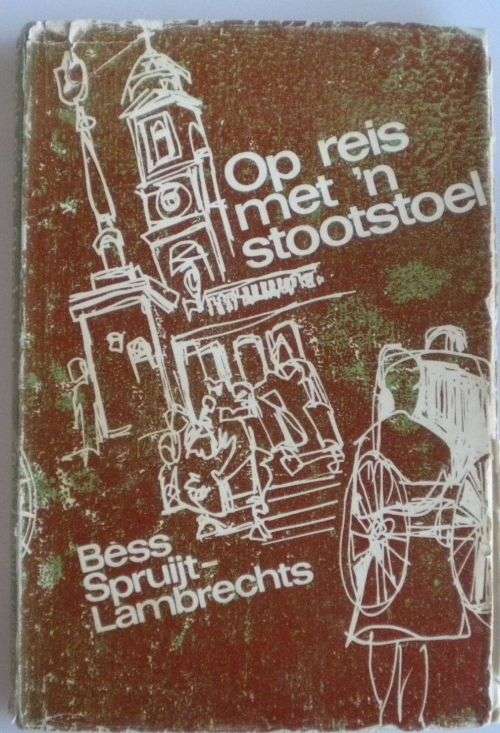 Op reis
met 'n
stootstoel
Bess
Spruijt-
Lambrechts